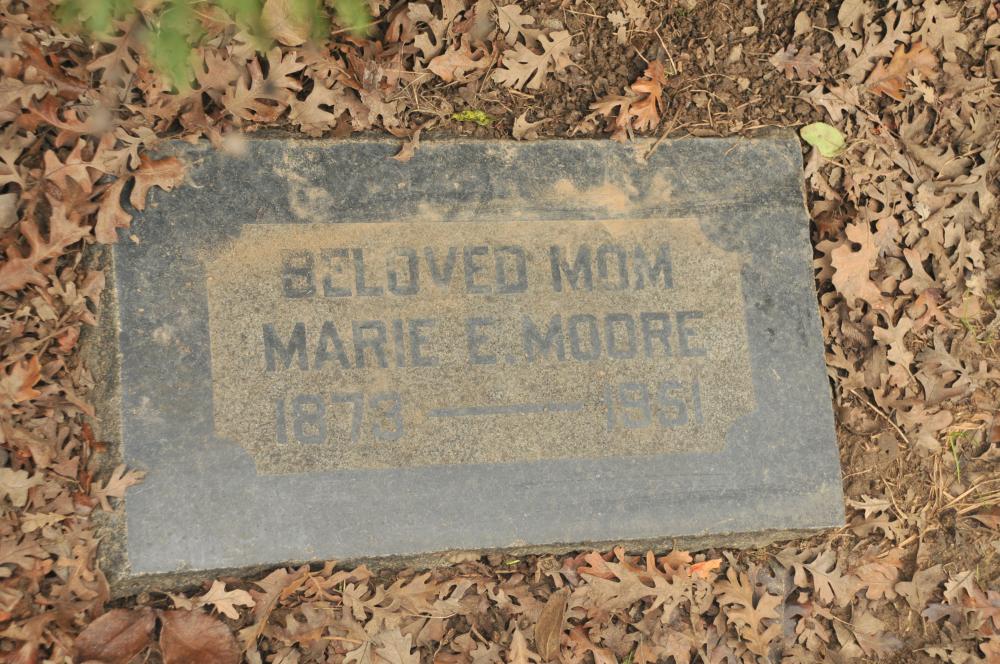 BELOVED MOM
MARIE E. MOORE
1873 — 1951